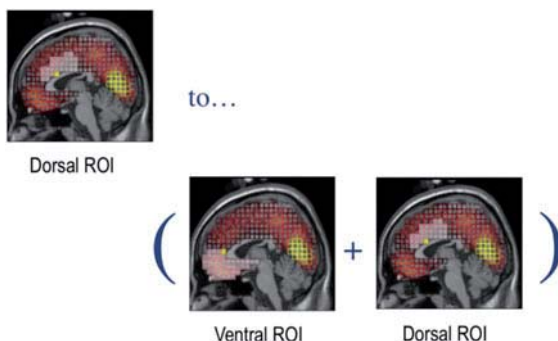 to…
Dorsal ROI
( + )
Ventral ROI
Dorsal ROI